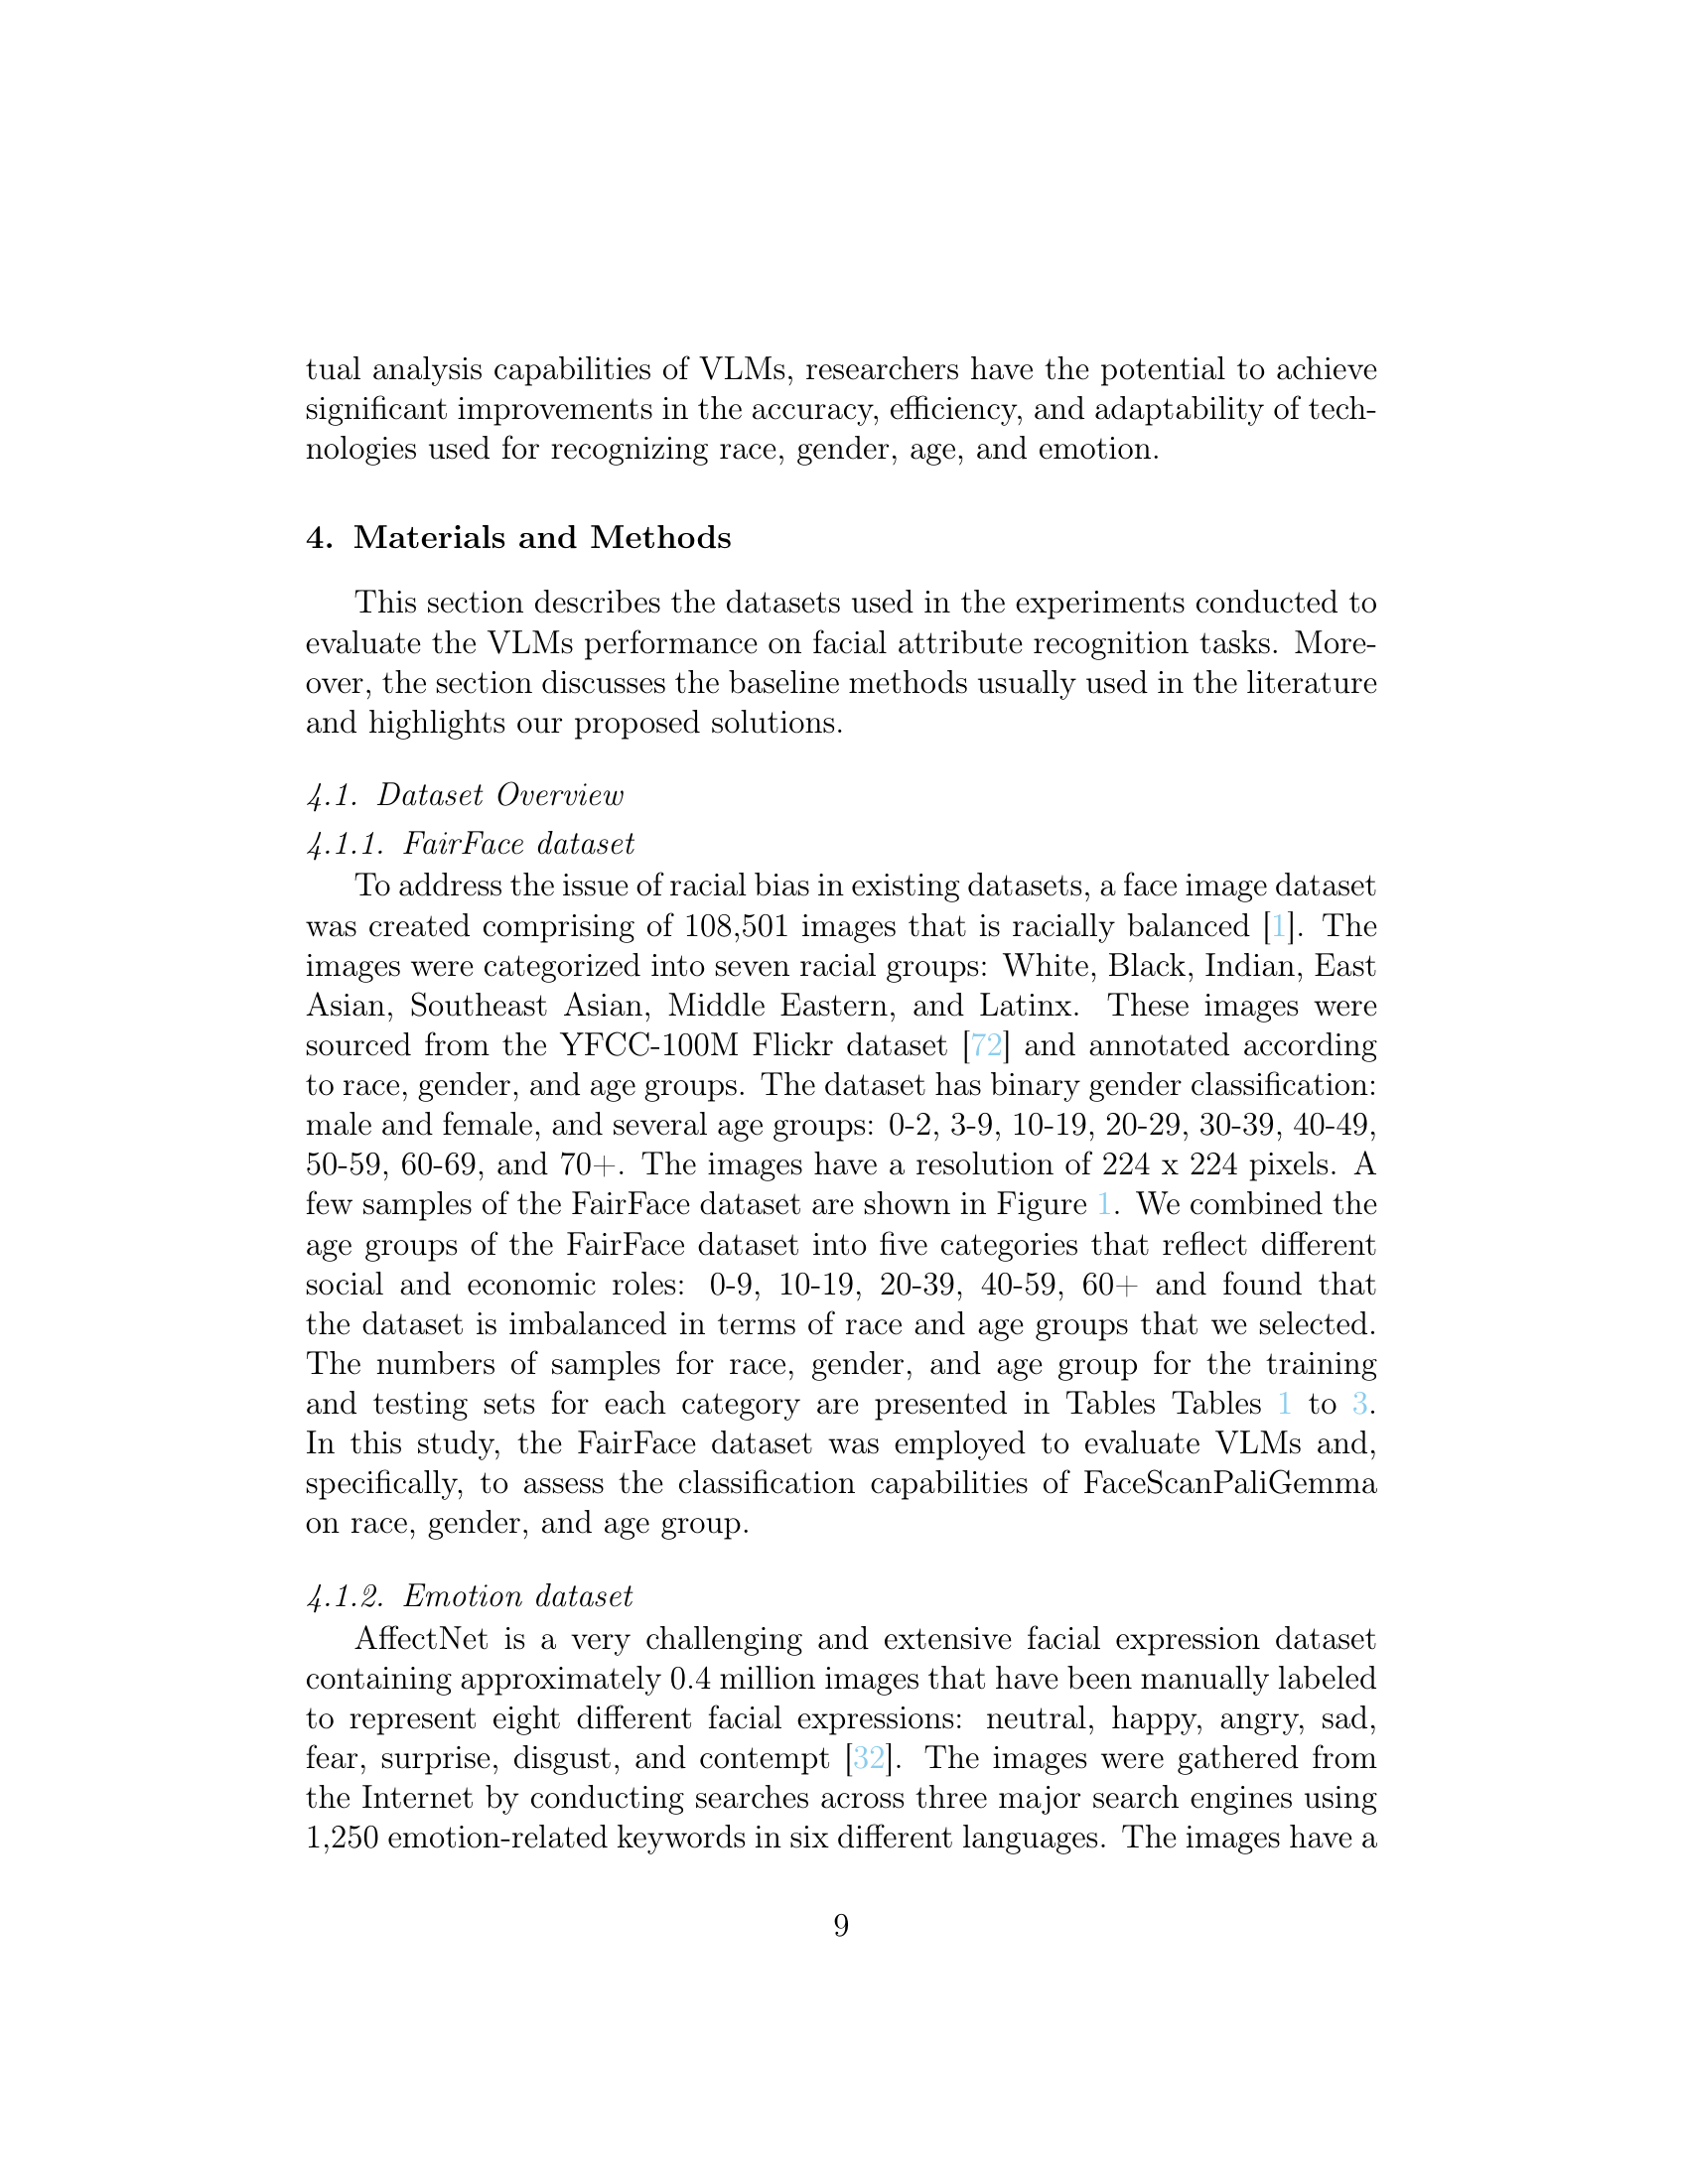 tual analysis capabilities of VLMs, researchers have the potential to achieve
significant improvements in the accuracy, efficiency, and adaptability of tech-
nologies used for recognizing race, gender, age, and emotion.
4. Materials and Methods
This section describes the datasets used in the experiments conducted to
evaluate the VLMs performance on facial attribute recognition tasks. More-
over, the section discusses the baseline methods usually used in the literature
and highlights our proposed solutions.
4.1. Dataset Overview
4.1.1. FairFace dataset
To address the issue of racial bias in existing datasets, a face image dataset
was created comprising of 108,501 images that is racially balanced [1]. The
images were categorized into seven racial groups: White, Black, Indian, East
Asian, Southeast Asian, Middle Eastern, and Latinx. These images were
sourced from the YFCC-100M Flickr dataset [72] and annotated according
to race, gender, and age groups. The dataset has binary gender classification:
male and female, and several age groups: 0-2, 3-9, 10-19, 20-29, 30-39, 40-49,
50-59, 60-69, and 70+. The images have a resolution of 224 x 224 pixels. A
few samples of the FairFace dataset are shown in Figure 1. We combined the
age groups of the FairFace dataset into five categories that reflect different
social and economic roles: 0-9, 10-19, 20-39, 40-59, 60+ and found that
the dataset is imbalanced in terms of race and age groups that we selected.
The numbers of samples for race, gender, and age group for the training
and testing sets for each category are presented in Tables Tables 1 to 3.
In this study, the FairFace dataset was employed to evaluate VLMs and,
specifically, to assess the classification capabilities of FaceScanPaliGemma
on race, gender, and age group.
4.1.2. Emotion dataset
AffectNet is a very challenging and extensive facial expression dataset
containing approximately 0.4 million images that have been manually labeled
to represent eight different facial expressions: neutral, happy, angry, sad,
fear, surprise, disgust, and contempt [32]. The images were gathered from
the Internet by conducting searches across three major search engines using
1,250 emotion-related keywords in six different languages. The images have a
9